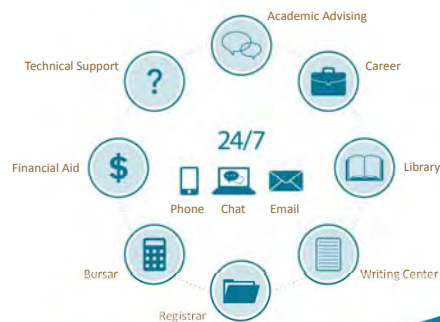 Academic Advising
Technical Support
?
Career
24/7
Financial Aid
$
Library
Phone
Chat
Email
Bursar
Writing Center
Registrar